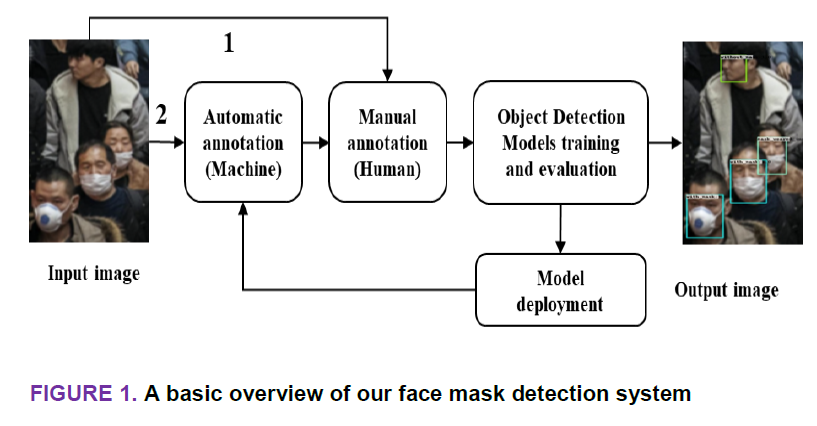 1
2
Automatic
annotation
(Machine)
Manual
annotation
(Human)
Object Detection
Models training
and evaluation
Model
deployment
Input image
Output image
FIGURE 1. A basic overview of our face mask detection system